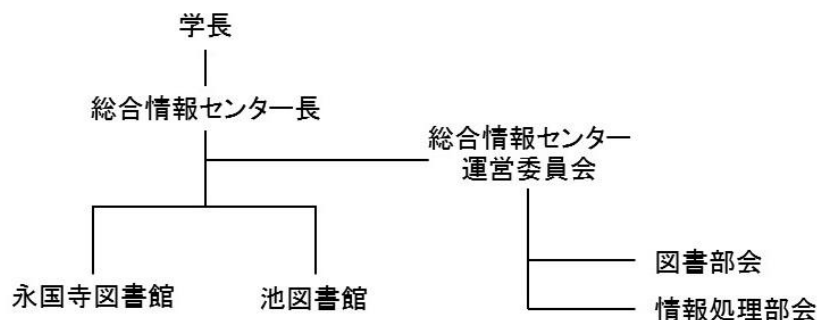 学長
総合情報センター長
総合情報センター
運営委員会
図書部会
情報処理部会
永国寺図書館
池図書館